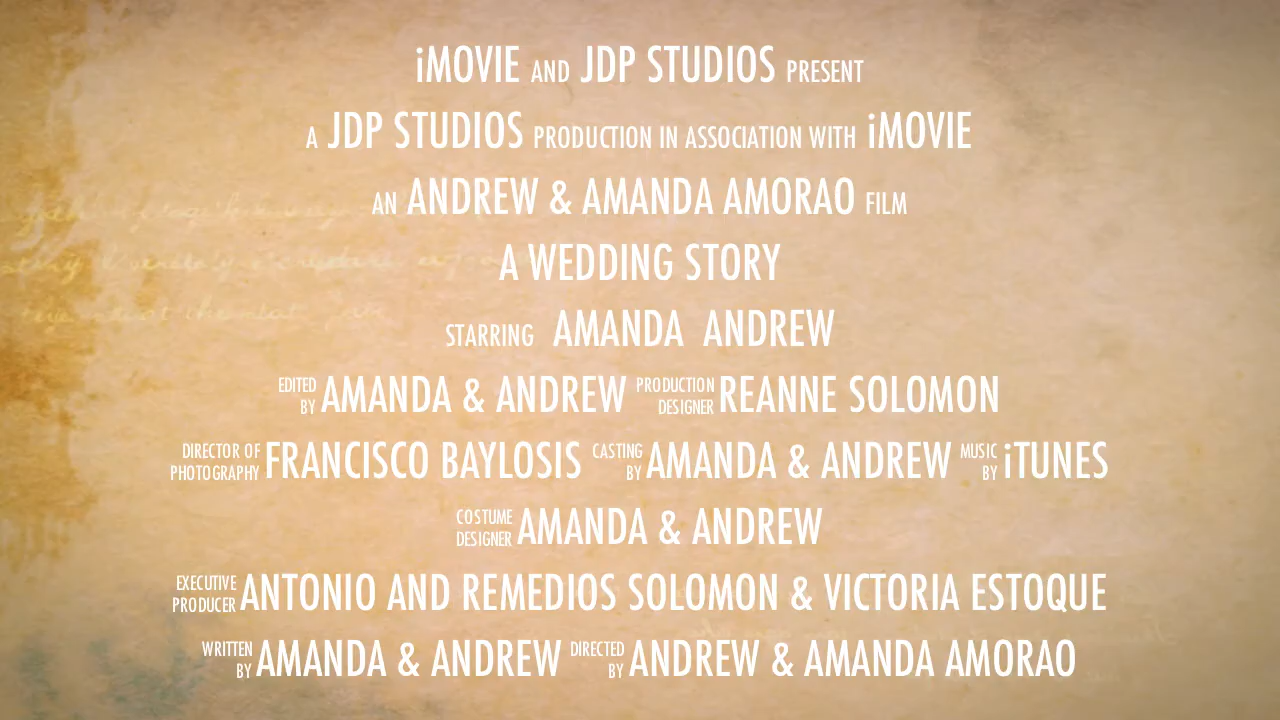 iMOVIE AND JDP STUDIOS PRESENT
A JDP STUDIOS PRODUCTION IN ASSOCIATION WITH iMOVIE
AN ANDREW & AMANDA AMORAO FILM
A WEDDING STORY
STARRING AMANDA ANDREW
EDITED BY AMANDA & ANDREW PRODUCTION DESIGNER REANNE SOLOMON
DIRECTOR OF PHOTOGRAPHY FRANCISCO BAYLOSIS CASTING BY AMANDA & ANDREW MUSIC BY iTUNES
COSTUME DESIGNER AMANDA & ANDREW
EXECUTIVE PRODUCER ANTONIO AND REMEDIOS SOLOMON & VICTORIA ESTOQUE
WRITTEN BY AMANDA & ANDREW DIRECTED BY ANDREW & AMANDA AMORAO